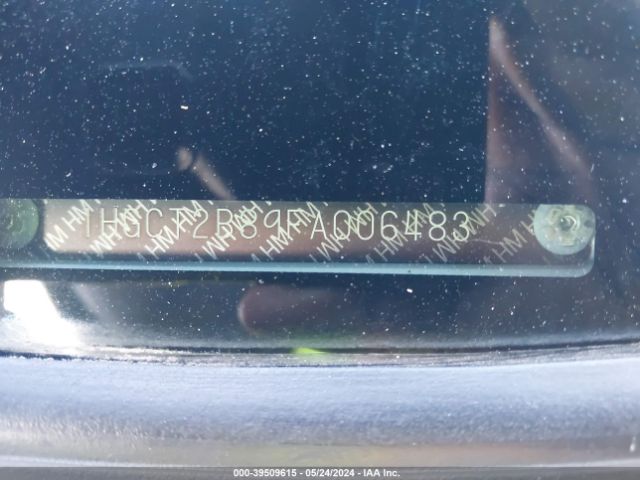 1HGCT2B89FA006483
000-39509615 - 05/24/2024 - IAA Inc.